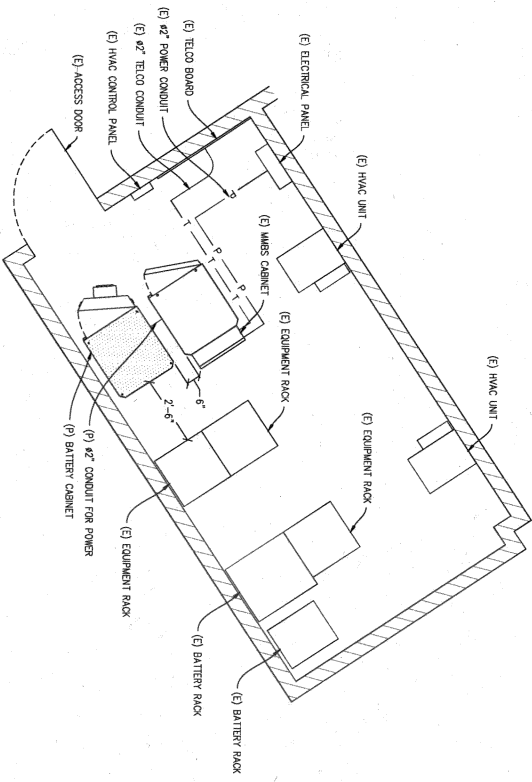 (E) ACCESS DOOR
(E) HVAC CONTROL PANEL
(E) ø2" TELCO CONDUIT
(E) ø2" POWER CONDUIT
(E) TELCO BOARD
(E) ELECTRICAL PANEL
(E) HVAC UNIT
(E) MMBS CABINET
(E) EQUIPMENT RACK
(E) HVAC UNIT
(E) EQUIPMENT RACK
P
T
P
T
P
T
P
T
6"
2'-6"
(P) ø2" CONDUIT FOR POWER
(P) BATTERY CABINET
(E) EQUIPMENT RACK
(E) BATTERY RACK
(E) BATTERY RACK